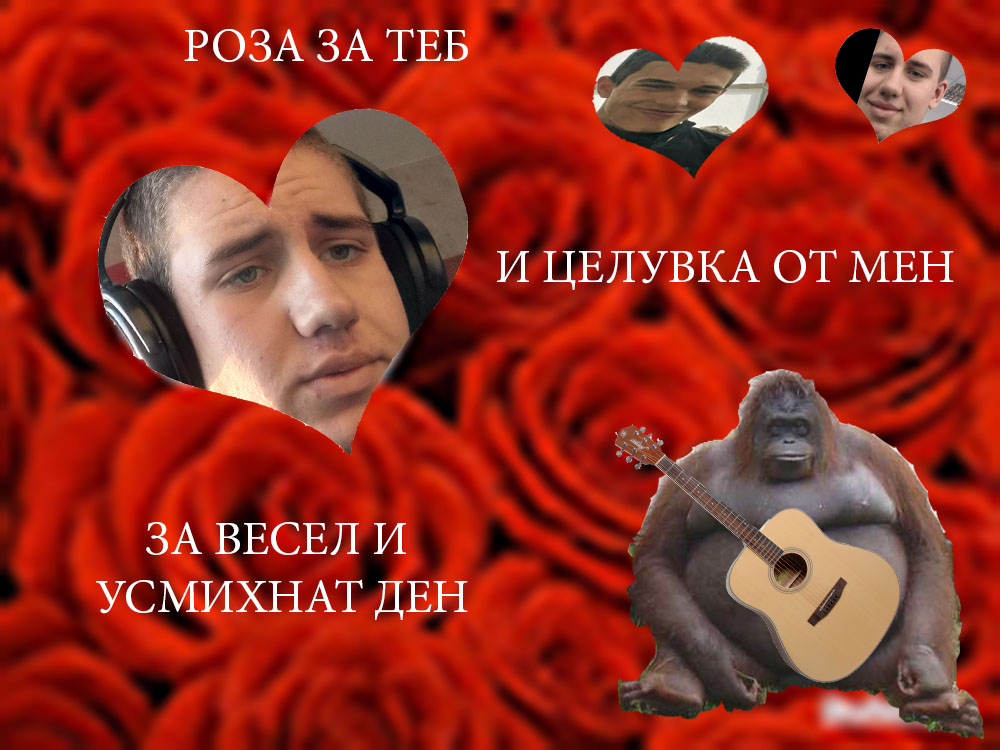 РОЗА ЗА ТЕБ
И ЦЕЛУВКА ОТ МЕН
ЗА ВЕСЕЛ И
УСМИХНАТ ДЕН